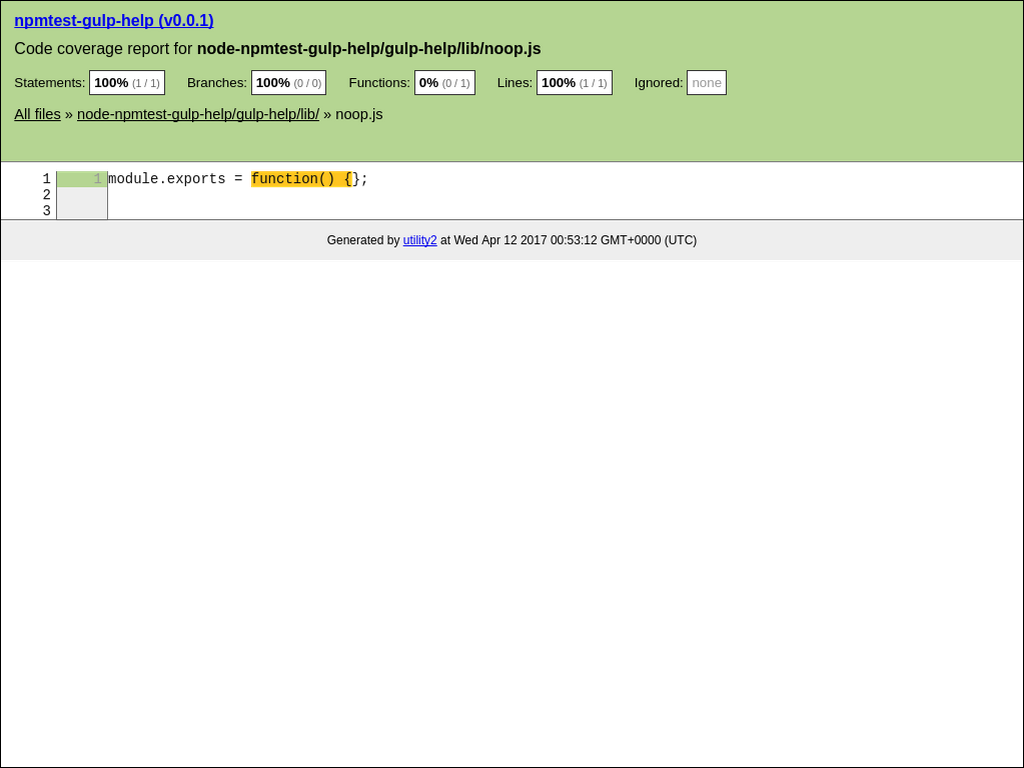 npmtest-gulp-help (v0.0.1)
Code coverage report for node-npmtest-gulp-help/gulp-help/lib/noop.js
Statements: 100% (1 / 1) Branches: 100% (0 / 0) Functions: 0% (0 / 1) Lines: 100% (1 / 1) Ignored: none
All files » node-npmtest-gulp-help/gulp-help/lib/ » noop.js
1 1 module.exports = function() {};
2
3
Generated by utility2 at Wed Apr 12 2017 00:53:12 GMT+0000 (UTC)